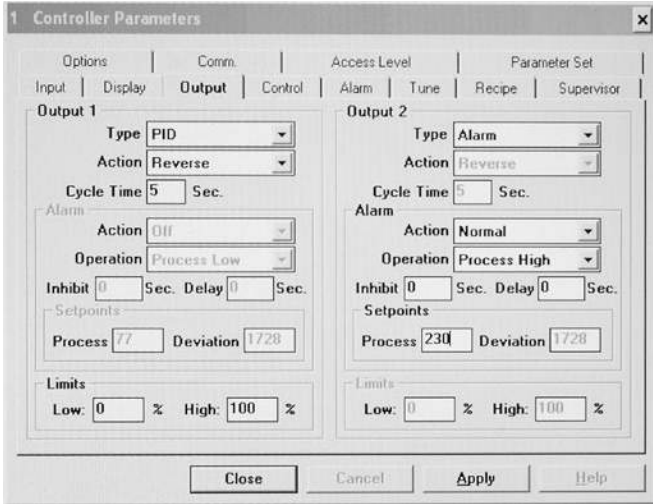 1 Controller Parameters
Options Comm. Access Level Parameter Set
Input Display Output Control Alarm Tune Recipe Supervisor
Output 1
Type PID
Action Reverse
Cycle Time 5 Sec.
Alarm
Action Off
Operation Process Low
Inhibit 0 Sec. Delay 0 Sec.
Setpoints
Process 77 Deviation 1728
Limits
Low: 0 % High: 100 %
Output 2
Type Alarm
Action Reverse
Cycle Time 5 Sec.
Alarm
Action Normal
Operation Process High
Inhibit 0 Sec. Delay 0 Sec.
Setpoints
Process 230 Deviation 1728
Limits
Low: 0 % High: 100 %
Close Cancel Apply Help